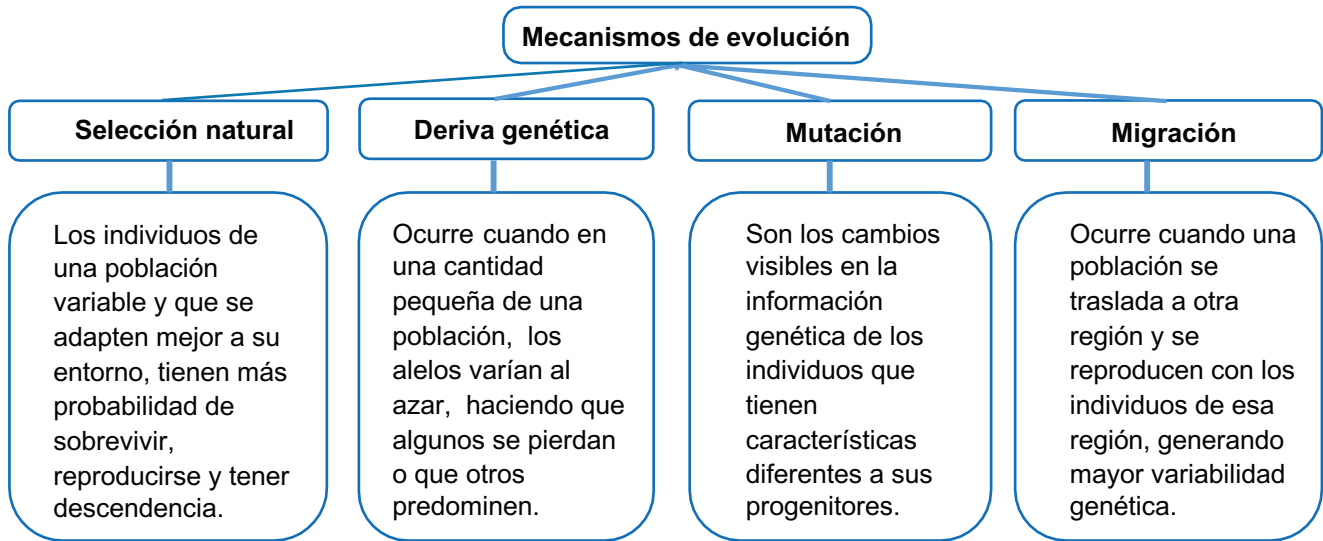 Mecanismos de evolución
Selección natural
Deriva genética
Mutación
Migración
Los individuos de
una población
variable y que se
adapten mejor a su
entorno, tienen más
probabilidad de
sobrevivir,
reproducirse y tener
descendencia.
Ocurre cuando en
una cantidad
pequeña de una
población, los
alelos varían al
azar, haciendo que
algunos se pierdan
o que otros
predominen.
Son los cambios
visibles en la
información
genética de los
individuos que
tienen
características
diferentes a sus
progenitores.
Ocurre cuando una
población se
traslada a otra
región y se
reproducen con los
individuos de esa
región, generando
mayor variabilidad
genética.